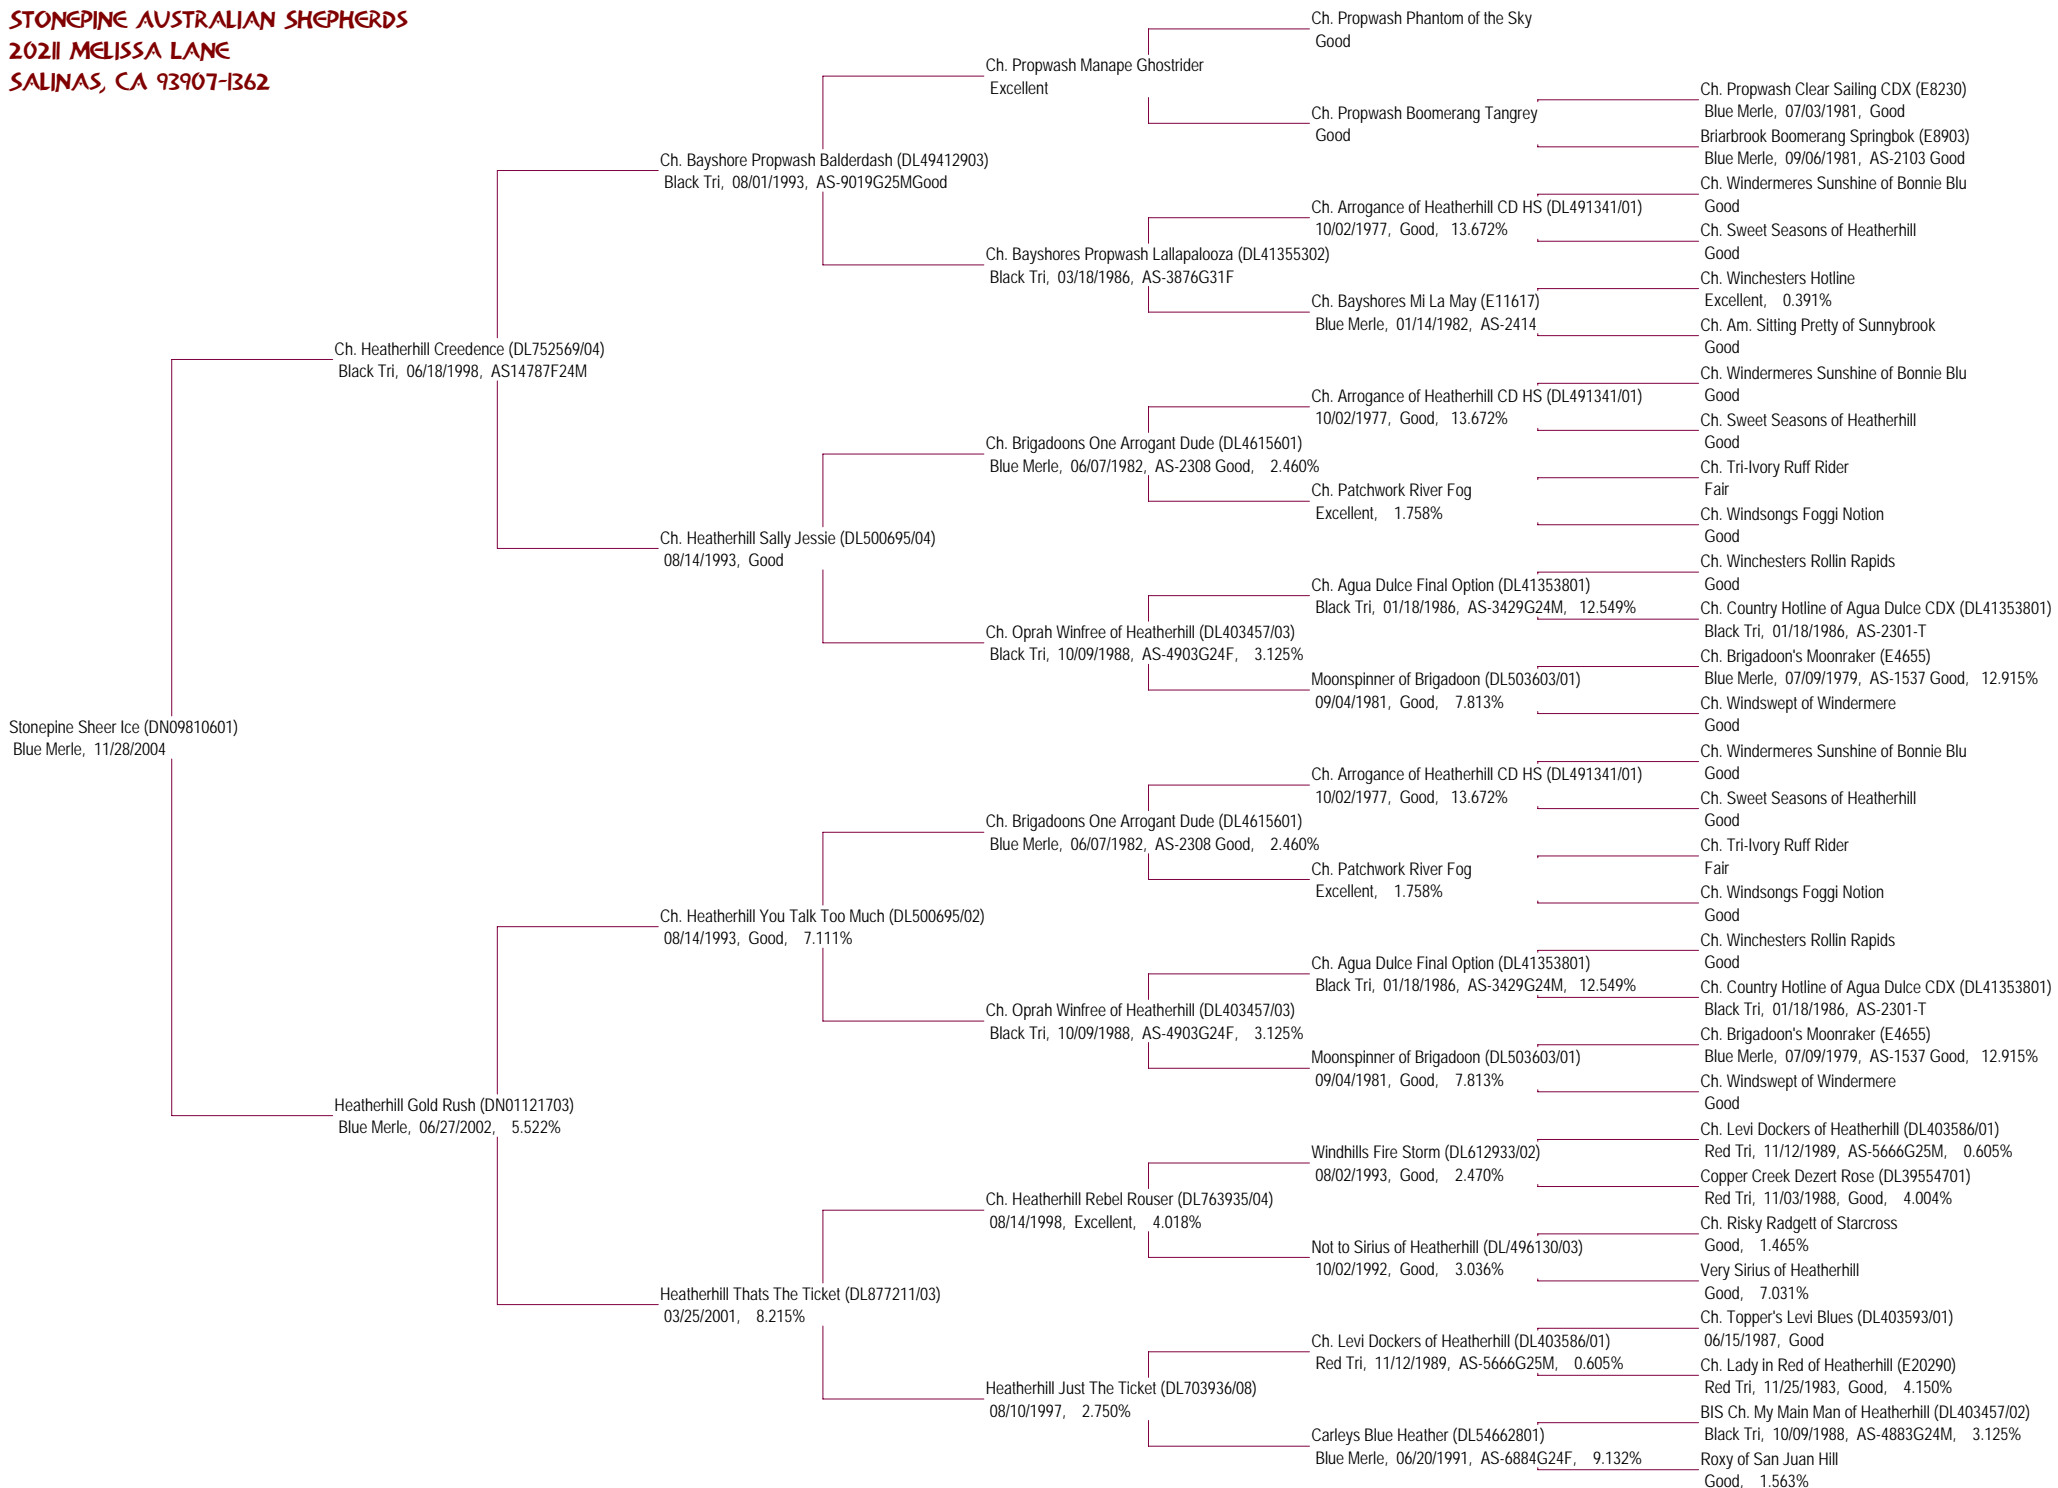 STONEPINE AUSTRALIAN SHEPHERDS
20211 MELISSA LANE
SALINAS, CA 93907-1362
Stonepine Sheer Ice (DN09810601)
Blue Merle, 11/28/2004
Ch. Heatherhill Creedence (DL752569/04)
Black Tri, 06/18/1998, AS14787F24M
Heatherhill Gold Rush (DN01121703)
Blue Merle, 06/27/2002, 5.522%
Ch. Bayshore Propwash Balderdash (DL49412903)
Black Tri, 08/01/1993, AS-9019G25MGood
Ch. Heatherhill Sally Jessie (DL500695/04)
08/14/1993, Good
Ch. Heatherhill You Talk Too Much (DL500695/02)
08/14/1993, Good, 7.111%
Heatherhill Thats The Ticket (DL877211/03)
03/25/2001, 8.215%
Ch. Propwash Manape Ghostrider
Excellent
Ch. Bayshores Propwash Lallapalooza (DL41355302)
Black Tri, 03/18/1986, AS-3876G31F
Ch. Brigadoons One Arrogant Dude (DL4615601)
Blue Merle, 06/07/1982, AS-2308 Good, 2.460%
Ch. Oprah Winfree of Heatherhill (DL403457/03)
Black Tri, 10/09/1988, AS-4903G24F, 3.125%
Ch. Brigadoons One Arrogant Dude (DL4615601)
Blue Merle, 06/07/1982, AS-2308 Good, 2.460%
Ch. Oprah Winfree of Heatherhill (DL403457/03)
Black Tri, 10/09/1988, AS-4903G24F, 3.125%
Ch. Heatherhill Rebel Rouser (DL763935/04)
08/14/1998, Excellent, 4.018%
Heatherhill Just The Ticket (DL703936/08)
08/10/1997, 2.750%
Ch. Propwash Phantom of the Sky
Good
Ch. Propwash Boomerang Tangrey
Good
Ch. Arrogance of Heatherhill CD HS (DL491341/01)
10/02/1977, Good, 13.672%
Ch. Bayshores Mi La May (E11617)
Blue Merle, 01/14/1982, AS-2414
Ch. Arrogance of Heatherhill CD HS (DL491341/01)
10/02/1977, Good, 13.672%
Ch. Patchwork River Fog
Excellent, 1.758%
Ch. Agua Dulce Final Option (DL41353801)
Black Tri, 01/18/1986, AS-3429G24M, 12.549%
Moonspinner of Brigadoon (DL503603/01)
09/04/1981, Good, 7.813%
Ch. Arrogance of Heatherhill CD HS (DL491341/01)
10/02/1977, Good, 13.672%
Ch. Patchwork River Fog
Excellent, 1.758%
Ch. Agua Dulce Final Option (DL41353801)
Black Tri, 01/18/1986, AS-3429G24M, 12.549%
Moonspinner of Brigadoon (DL503603/01)
09/04/1981, Good, 7.813%
Windhills Fire Storm (DL612933/02)
08/02/1993, Good, 2.470%
Not to Sirius of Heatherhill (DL/496130/03)
10/02/1992, Good, 3.036%
Ch. Levi Dockers of Heatherhill (DL403586/01)
Red Tri, 11/12/1989, AS-5666G25M, 0.605%
Carleys Blue Heather (DL54662801)
Blue Merle, 06/20/1991, AS-6884G24F, 9.132%
Ch. Propwash Clear Sailing CDX (E8230)
Blue Merle, 07/03/1981, Good
Briarbrook Boomerang Springbok (E8903)
Blue Merle, 09/06/1981, AS-2103 Good
Ch. Windermeres Sunshine of Bonnie Blu
Good
Ch. Sweet Seasons of Heatherhill
Good
Ch. Winchesters Hotline
Excellent, 0.391%
Ch. Am. Sitting Pretty of Sunnybrook
Good
Ch. Windermeres Sunshine of Bonnie Blu
Good
Ch. Sweet Seasons of Heatherhill
Good
Ch. Tri-Ivory Ruff Rider
Fair
Ch. Windsongs Foggi Notion
Good
Ch. Winchesters Rollin Rapids
Good
Ch. Country Hotline of Agua Dulce CDX (DL41353801)
Black Tri, 01/18/1986, AS-2301-T
Ch. Brigadoon's Moonraker (E4655)
Blue Merle, 07/09/1979, AS-1537 Good, 12.915%
Ch. Windswept of Windermere
Good
Ch. Windermeres Sunshine of Bonnie Blu
Good
Ch. Sweet Seasons of Heatherhill
Good
Ch. Tri-Ivory Ruff Rider
Fair
Ch. Windsongs Foggi Notion
Good
Ch. Winchesters Rollin Rapids
Good
Ch. Country Hotline of Agua Dulce CDX (DL41353801)
Black Tri, 01/18/1986, AS-2301-T
Ch. Brigadoon's Moonraker (E4655)
Blue Merle, 07/09/1979, AS-1537 Good, 12.915%
Ch. Windswept of Windermere
Good
Ch. Levi Dockers of Heatherhill (DL403586/01)
Red Tri, 11/12/1989, AS-5666G25M, 0.605%
Copper Creek Dezert Rose (DL39554701)
Red Tri, 11/03/1988, Good, 4.004%
Ch. Risky Radgett of Starcross
Good, 1.465%
Very Sirius of Heatherhill
Good, 7.031%
Ch. Topper's Levi Blues (DL403593/01)
06/15/1987, Good
Ch. Lady in Red of Heatherhill (E20290)
Red Tri, 11/25/1983, Good, 4.150%
BIS Ch. My Main Man of Heatherhill (DL403457/02)
Black Tri, 10/09/1988, AS-4883G24M, 3.125%
Roxy of San Juan Hill
Good, 1.563%